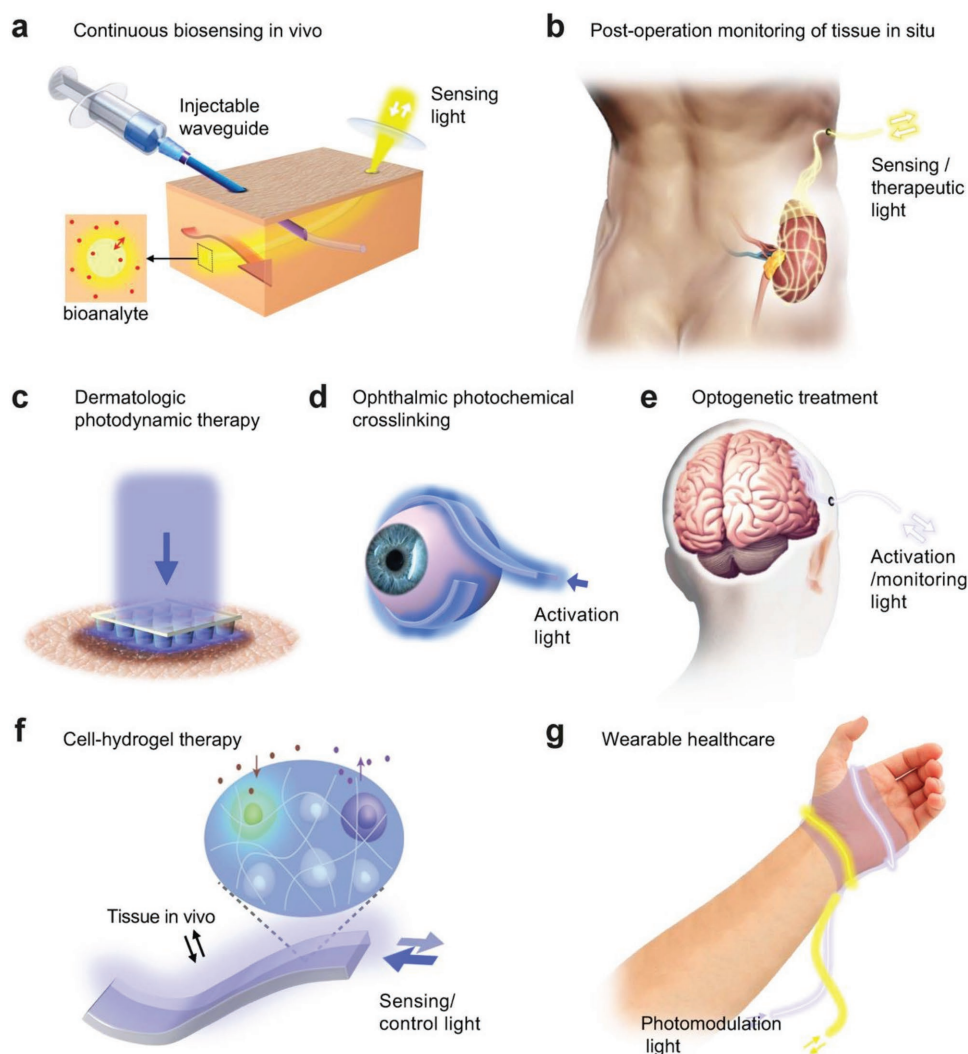 a
Continuous biosensing in vivo
Injectable
waveguide
Sensing
light
bioanalyte
b
Post-operation monitoring of tissue in situ
Sensing /
therapeutic
light
c
Dermatologic
photodynamic therapy
d
Ophthalmic photochemical
crosslinking
Activation
light
e
Optogenetic treatment
Activation
/monitoring
light
f
Cell-hydrogel therapy
Tissue in vivo
Sensing/
control light
g
Wearable healthcare
Photomodulation
light